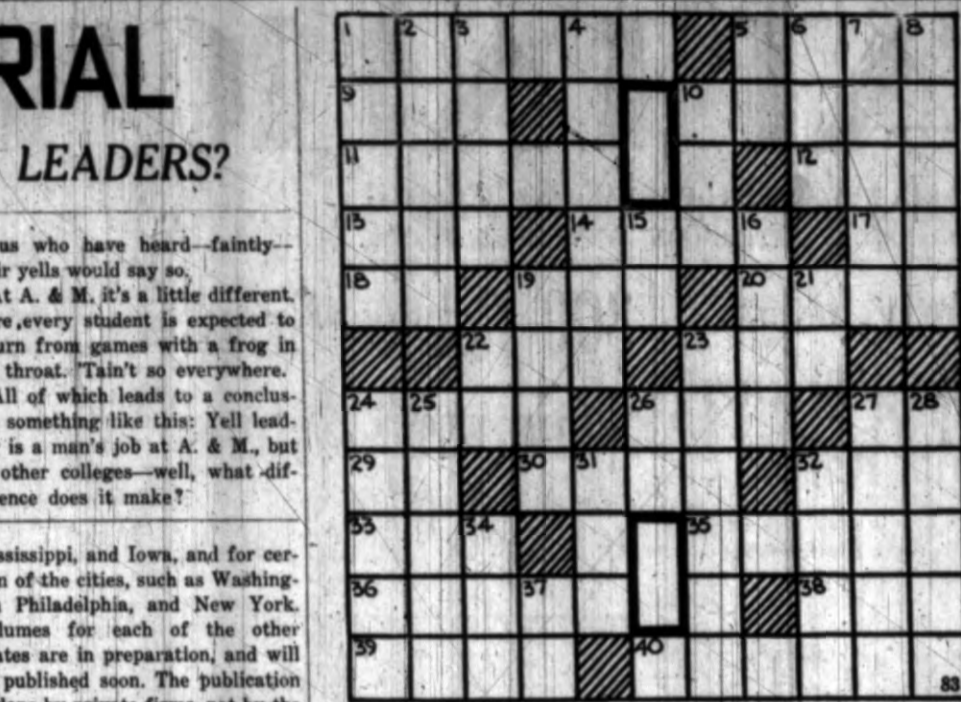 RIAL
LEADERS?
us who have heard—faintly—
ir yells would say so.
at A. & M. it's a little different.
re ,every student is expected to
urn from games with a frog in
throat. 'Tain't so everywhere.
All of which leads to a conclus-
something like this: Yell lead-
is a man's job at A. & M., but
other colleges—well, what dif-
ence does it make?
ssissippi, and Iowa, and for cer-
n of the cities, such as Washing-
Philadelphia, and New York.
lumes for each of the other
ates are in preparation, and will
published soon. The publication
1 2 3 4 5 6 7 8
9 10
11 12
13 14 15 16 17
18 19 20 21
22 23
24 25 26 27 28
29 30 31 32
33 34 35
36 37 38
39 40
83